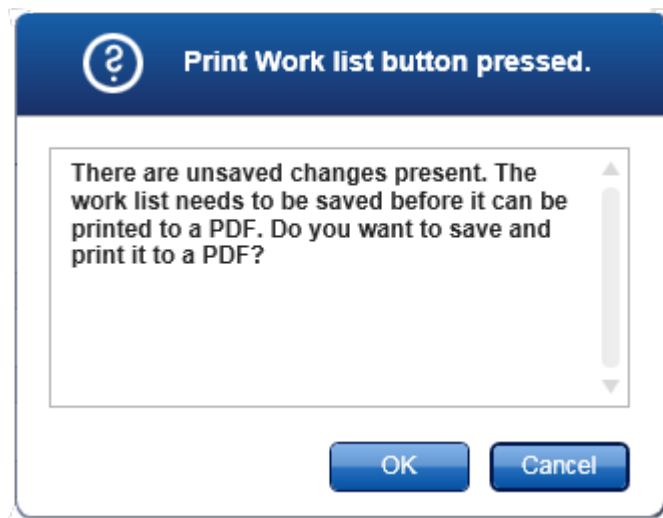 Print Work list button pressed.
There are unsaved changes present. The
work list needs to be saved before it can be
printed to a PDF. Do you want to save and
print it to a PDF?
OK
Cancel